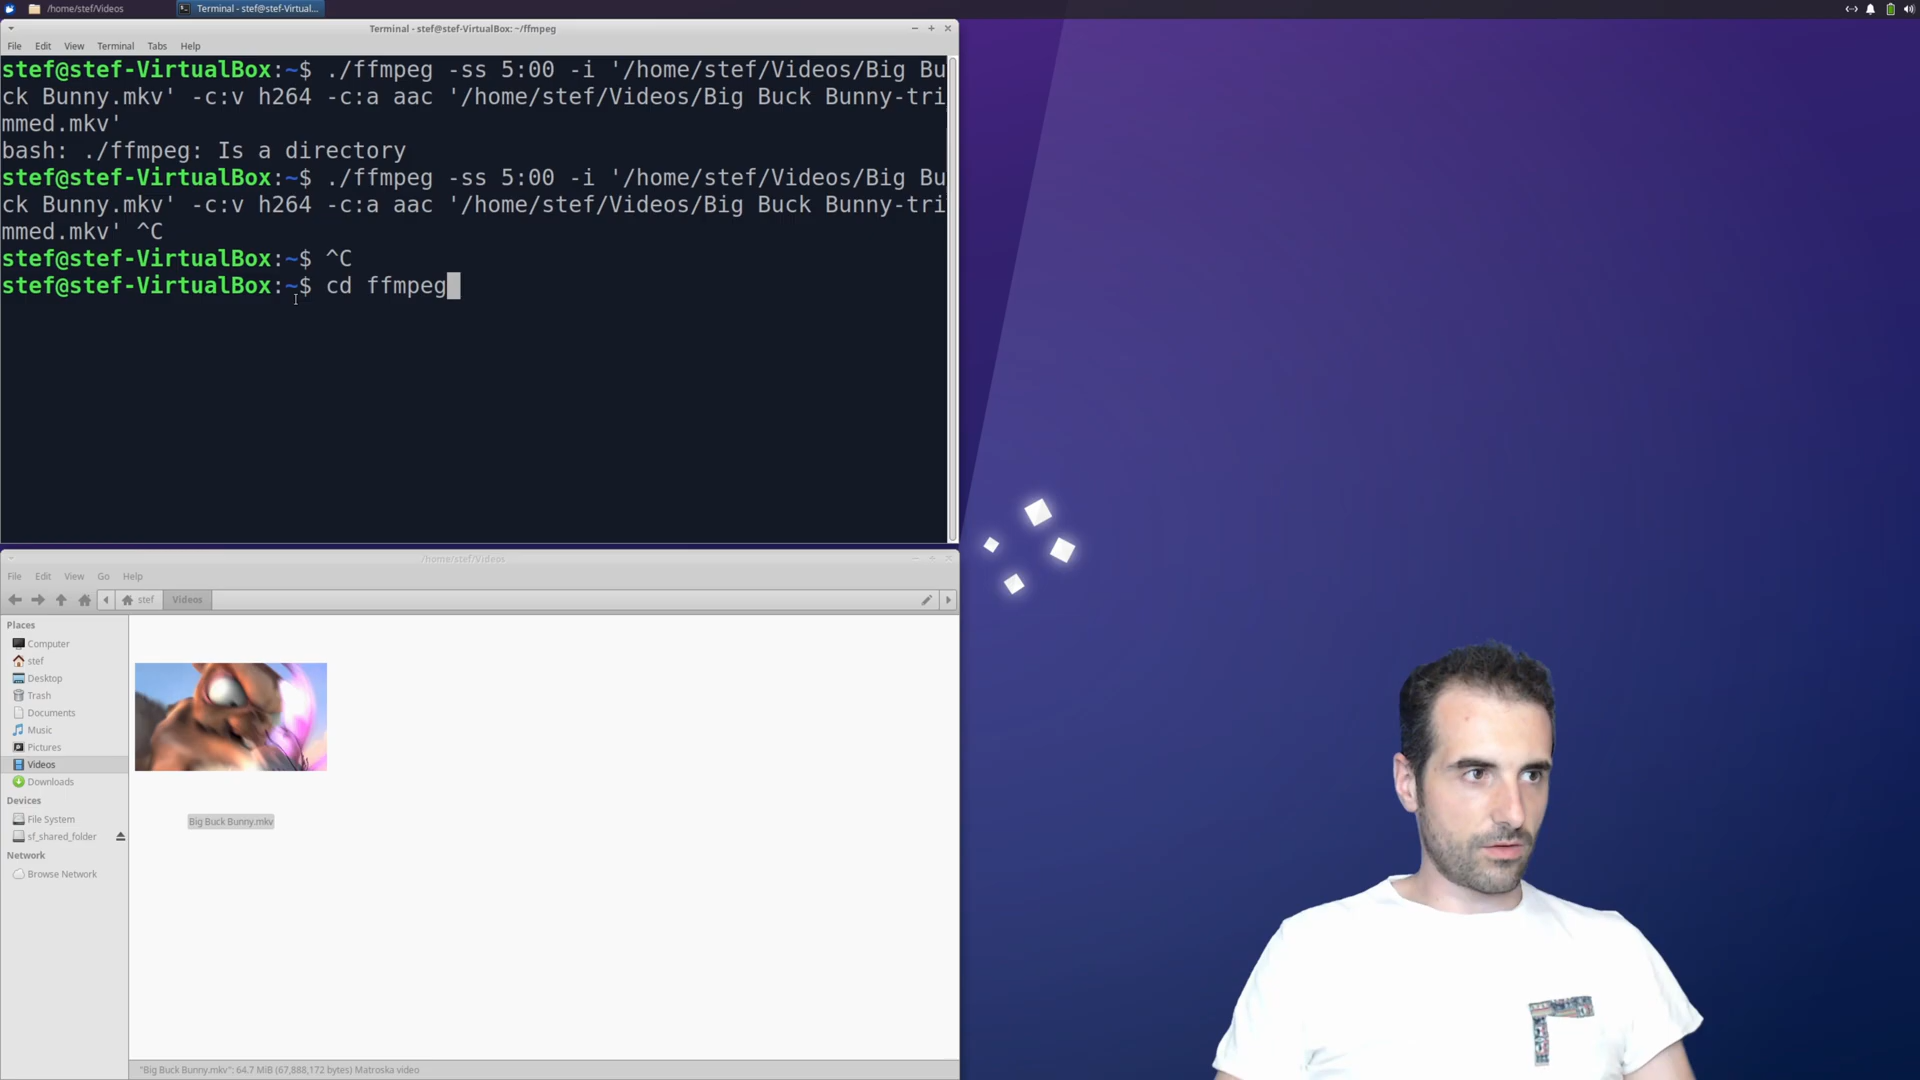 /home/stef/Videos
Terminal - stef@stef-Virtual...
Terminal - stef@stef-VirtualBox: ~/ffmpeg
File Edit View Terminal Tabs Help
stef@stef-VirtualBox:~$ ./ffmpeg -ss 5:00 -i '/home/stef/Videos/Big Bu
ck Bunny.mkv' -c:v h264 -c:a aac '/home/stef/Videos/Big Buck Bunny-tri
mmed.mkv'
bash: ./ffmpeg: Is a directory
stef@stef-VirtualBox:~$ ./ffmpeg -ss 5:00 -i '/home/stef/Videos/Big Bu
ck Bunny.mkv' -c:v h264 -c:a aac '/home/stef/Videos/Big Buck Bunny-tri
mmed.mkv' ^C
stef@stef-VirtualBox:~$ ^C
stef@stef-VirtualBox:~$ cd ffmpeg
/home/stef/Videos
File Edit View Go Help
stef Videos
Places
Computer
stef
Desktop
Trash
Documents
Music
Pictures
Videos
Downloads
Devices
File System
sf_shared_folder
Network
Browse Network
Big Buck Bunny.mkv
"Big Buck Bunny.mkv": 64.7 MiB (67,888,172 bytes) Matroska video